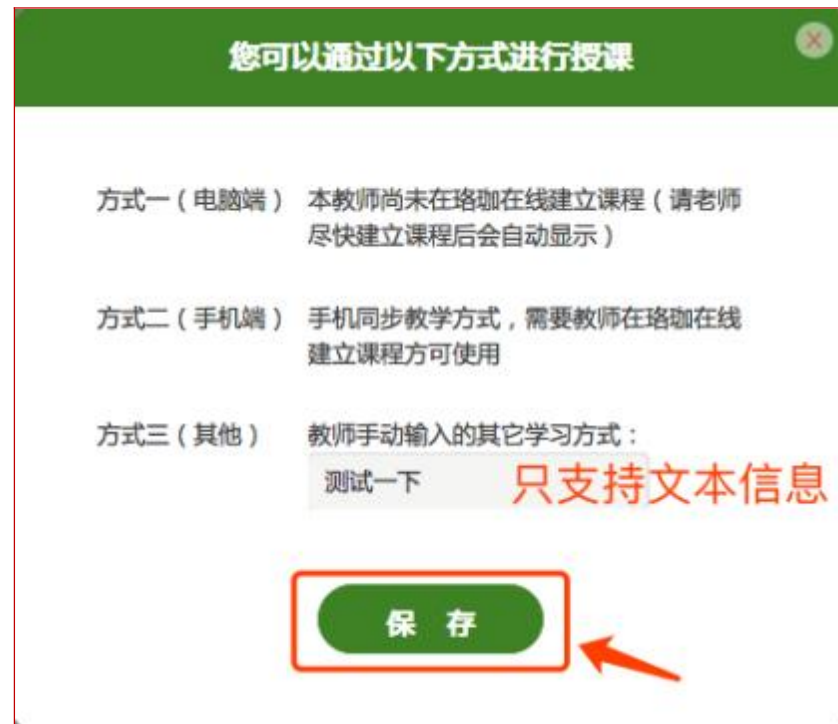 您可以通过以下方式进行授课
方式一（电脑端） 本教师尚未在珞珈在线建立课程（请老师
尽快建立课程后会自动显示）
方式二（手机端） 手机同步教学方式，需要教师在珞珈在线
建立课程方可使用
方式三（其他） 教师手动输入的其它学习方式：
测试一下 只支持文本信息
保 存